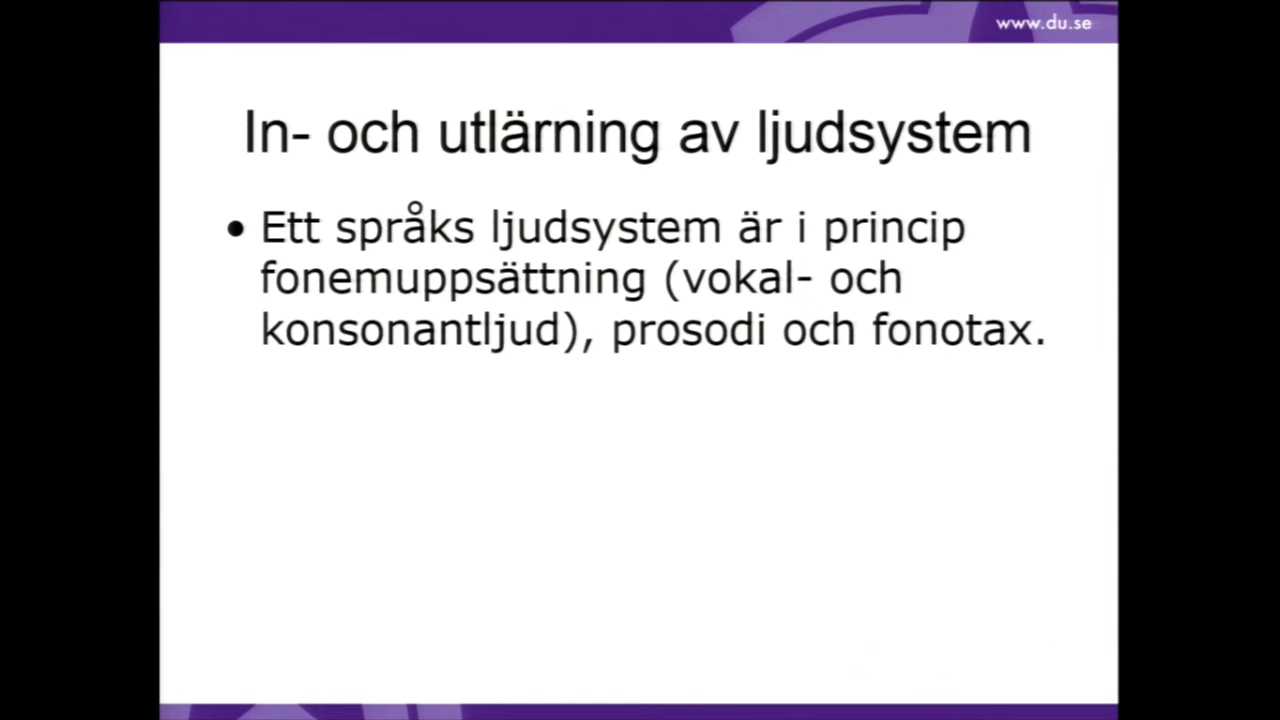 www.du.se
In- och utlärning av ljudsystem
• Ett språks ljudsystem är i princip
fonemuppsättning (vokal- och
konsonantljud), prosodi och fonotax.